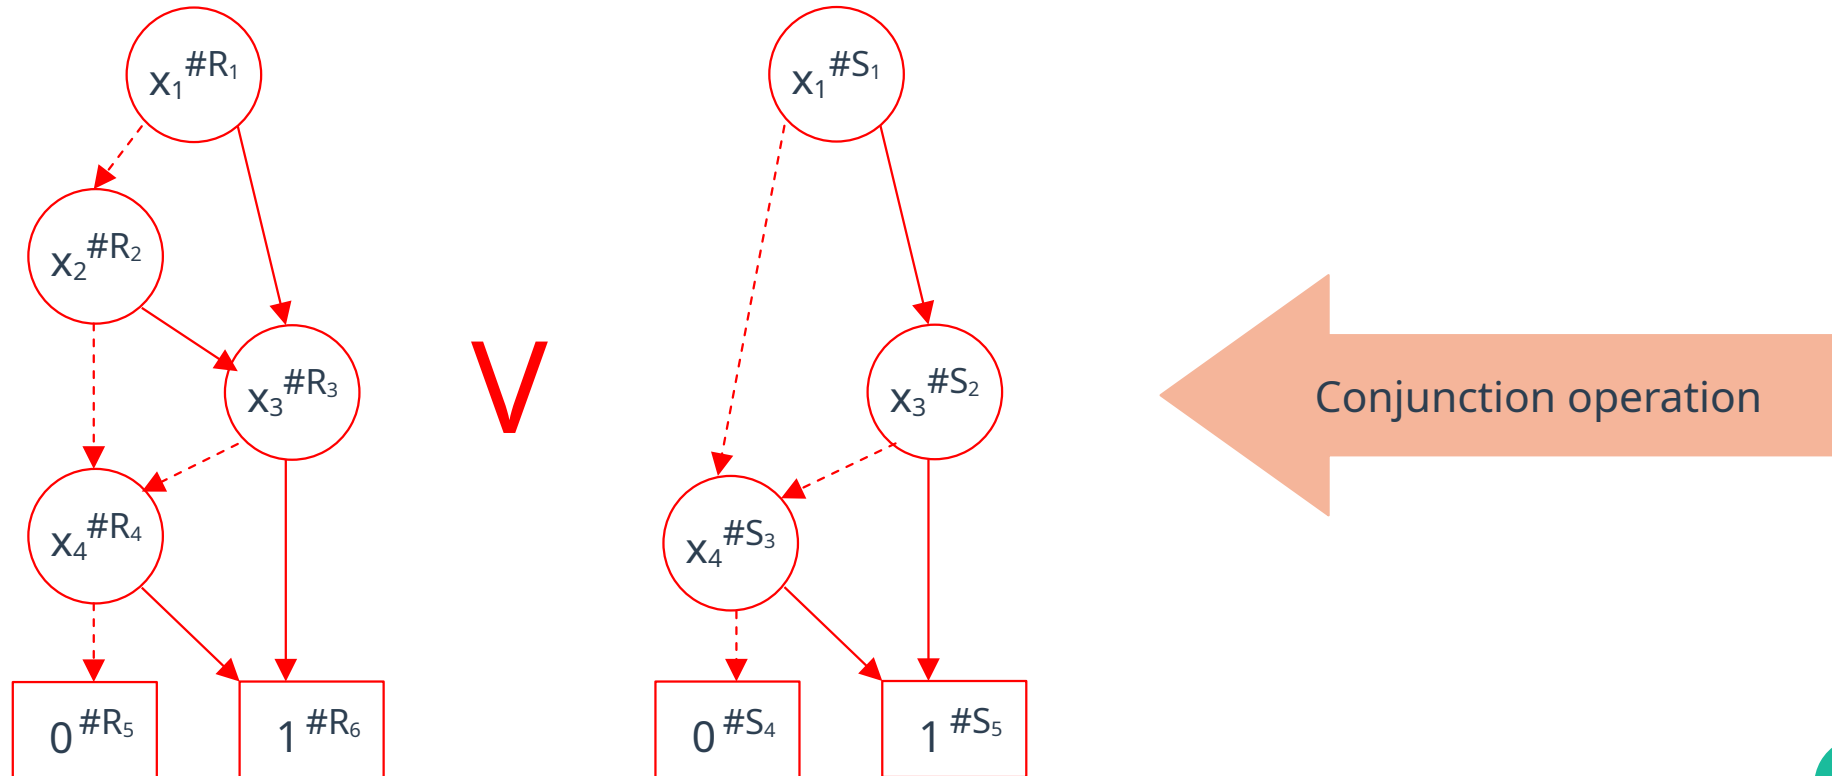 x₁#R₁
x₁#S₁
x₂#R₂
x₃#R₃
V
x₃#S₂
Conjunction operation
x₄#R₄
x₄#S₃
0#R₅
1#R₆
0#S₄
1#S₅